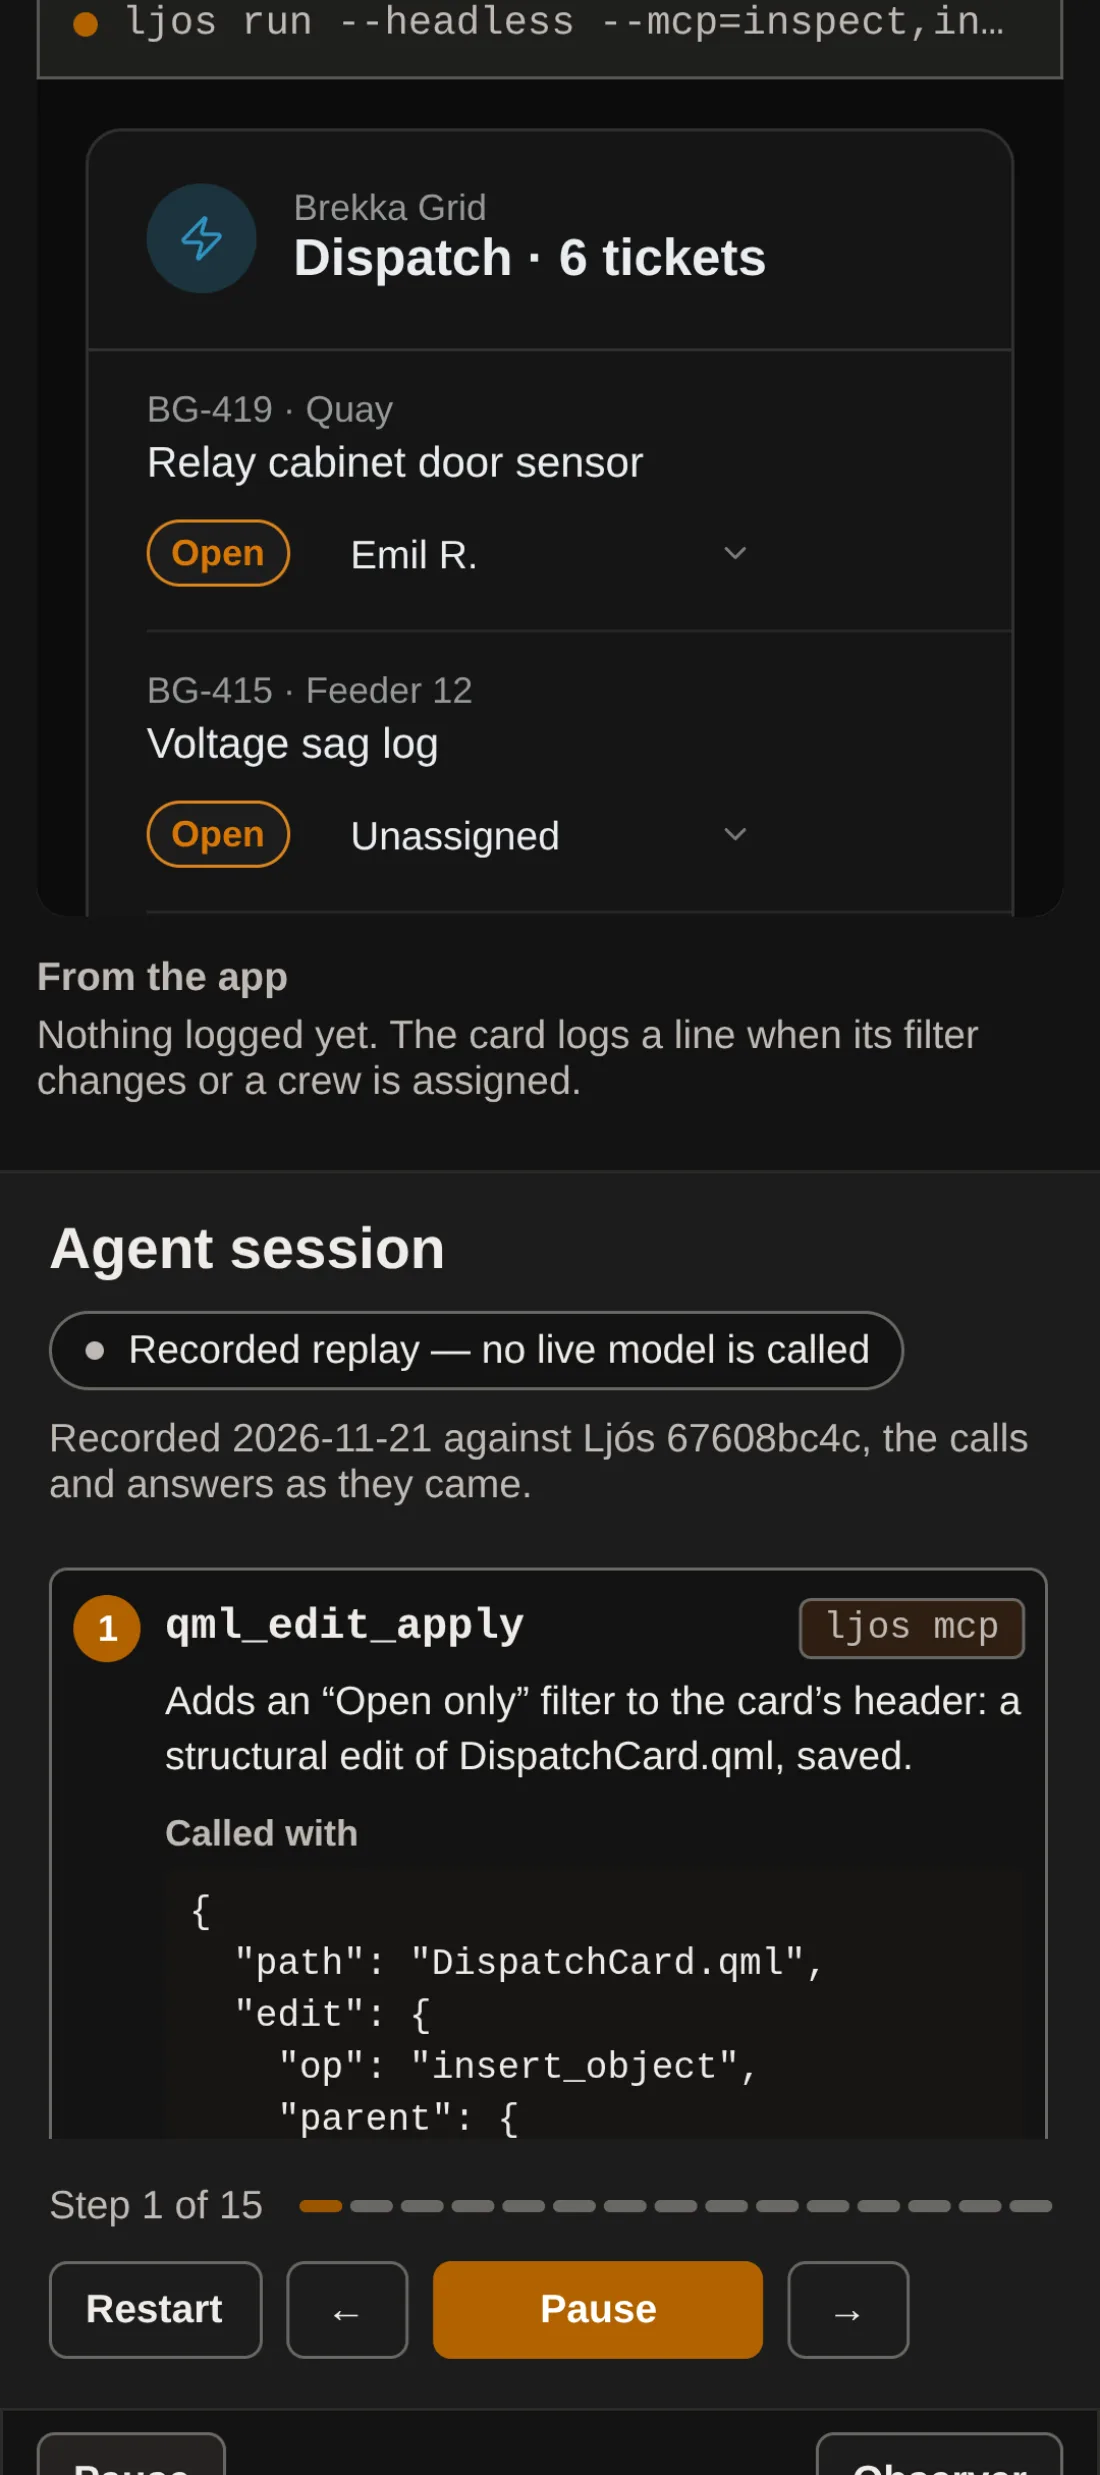 ljos run --headless --mcp=inspect,in…
Brekka Grid
Dispatch · 6 tickets
BG-419 · Quay
Relay cabinet door sensor
Open
Emil R.
BG-415 · Feeder 12
Voltage sag log
Open
Unassigned
From the app
Nothing logged yet. The card logs a line when its filter
changes or a crew is assigned.
Agent session
Recorded replay — no live model is called
Recorded 2026-11-21 against Ljós 67608bc4c, the calls
and answers as they came.
1
qml_edit_apply
ljos mcp
Adds an “Open only” filter to the card’s header: a
structural edit of DispatchCard.qml, saved.
Called with
{
"path": "DispatchCard.qml",
"edit": {
"op": "insert_object",
"parent": {
Step 1 of 15
Restart
←
Pause
→
Pause
Observer